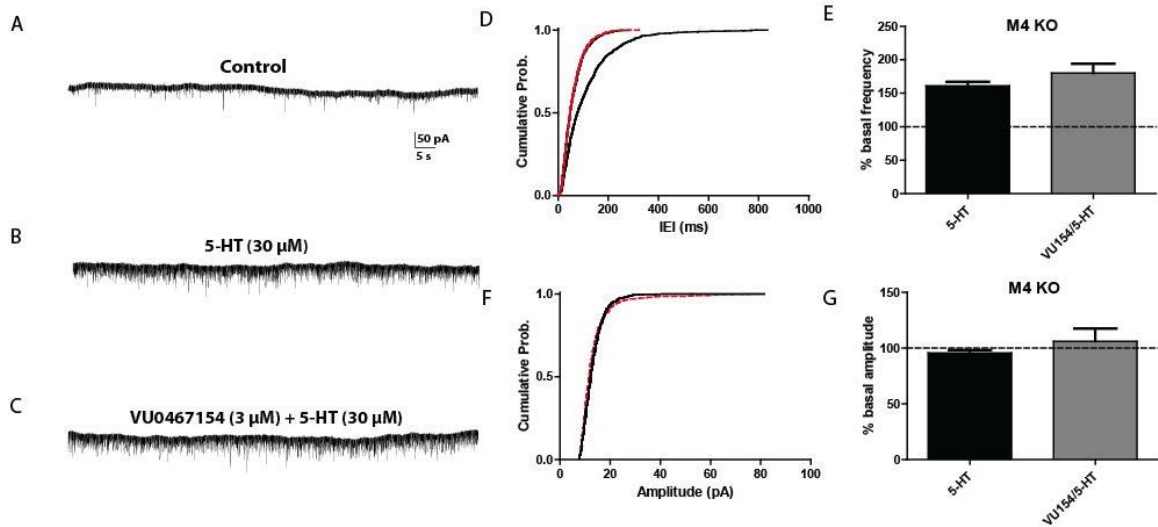 A
Control
50 pA
5 s
B
5-HT (30 µM)
C
VU0467154 (3 µM) + 5-HT (30 µM)
D
Cumulative Prob.
1.0
0.5
0.0
0 200 400 600 800 1000
IEI (ms)
E
M4 KO
% basal frequency
250
200
150
100
50
0
5-HT
VU154/5-HT
F
Cumulative Prob.
1.0
0.5
0.0
0 20 40 60 80 100
Amplitude (pA)
G
M4 KO
% basal amplitude
150
100
50
0
5-HT
VU154/5-HT